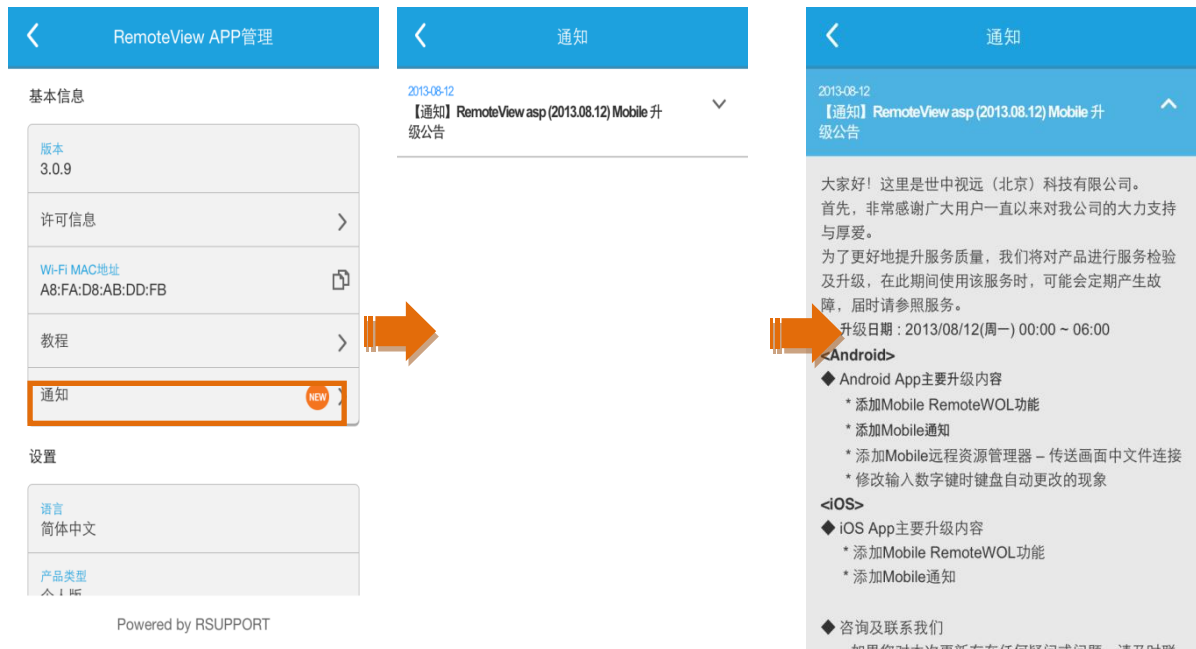 RemoteView APP管理
基本信息
版本
3.0.9
许可信息
Wi-Fi MAC地址
A8:FA:D8:AB:DD:FB
教程
通知
NEW
设置
语言
简体中文
产品类型
个人版
Powered by RSUPPORT
通知
2013-08-12
【通知】RemoteView asp (2013.08.12) Mobile 升
级公告
通知
2013-08-12
【通知】RemoteView asp (2013.08.12) Mobile 升
级公告
大家好！这里是世中视远（北京）科技有限公司。
首先，非常感谢广大用户一直以来对我公司的大力支持
与厚爱。
为了更好地提升服务质量，我们将对产品进行服务检验
及升级，在此期间使用该服务时，可能会定期产生故
障，届时请参照服务。
升级日期 : 2013/08/12(周一) 00:00 ~ 06:00
<Android>
◆ Android App主要升级内容
* 添加Mobile RemoteWOL功能
* 添加Mobile通知
* 添加Mobile远程资源管理器 – 传送画面中文件连接
* 修改输入数字键时键盘自动更改的现象
<iOS>
◆ iOS App主要升级内容
* 添加Mobile RemoteWOL功能
* 添加Mobile通知
◆ 咨询及联系我们